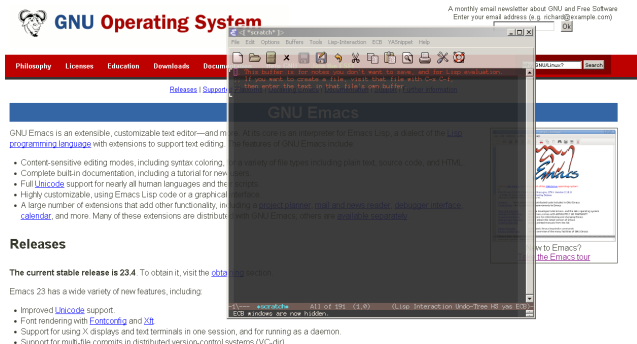 GNU Operating System
A monthly email newsletter about GNU and Free Software
Enter your email address (e.g. richard@example.com)
Ok
Philosophy Licenses Education Downloads
GNU/Linux? Search
*scratch*
File Edit Options Buffers Tools Lisp-Interaction ECB YASnippet Help
;; This buffer is for notes you don't want to save, and for Lisp evaluation.
;; If you want to create a file, visit that file with C-x C-f,
;; then enter the text in that file's own buffer.
Releases | 
GNU Emacs
GNU Emacs is an extensible, customizable text editor—and more. At its core is an interpreter for Emacs Lisp, a dialect of the Lisp
programming language with extensions to support text editing. The features of GNU Emacs include:
Content-sensitive editing modes, including syntax coloring, for a variety of file types including plain text, source code, and HTML.
Complete built-in documentation, including a tutorial for new users.
Full Unicode support for nearly all human languages and their scripts.
Highly customizable, using Emacs Lisp code or a graphical interface.
A large number of extensions that add other functionality, including a project planner, mail and news reader, debugger interface,
calendar, and more. Many of these extensions are distributed with GNU Emacs; others are available separately.
Emacs
to Emacs?
the Emacs tour
Releases
The current stable release is 23.4. To obtain it, visit the obtaining section.
Emacs 23 has a wide variety of new features, including:
Improved Unicode support.
Font rendering with Fontconfig and Xft.
Support for using X displays and text terminals in one session, and for running as a daemon.
Support for multi-file commits in distributed version-control systems (VC-dir).
*scratch* All of 191 (1,0) (Lisp Interaction Undo-Tree HS yas ECB)
ECB windows are now hidden.